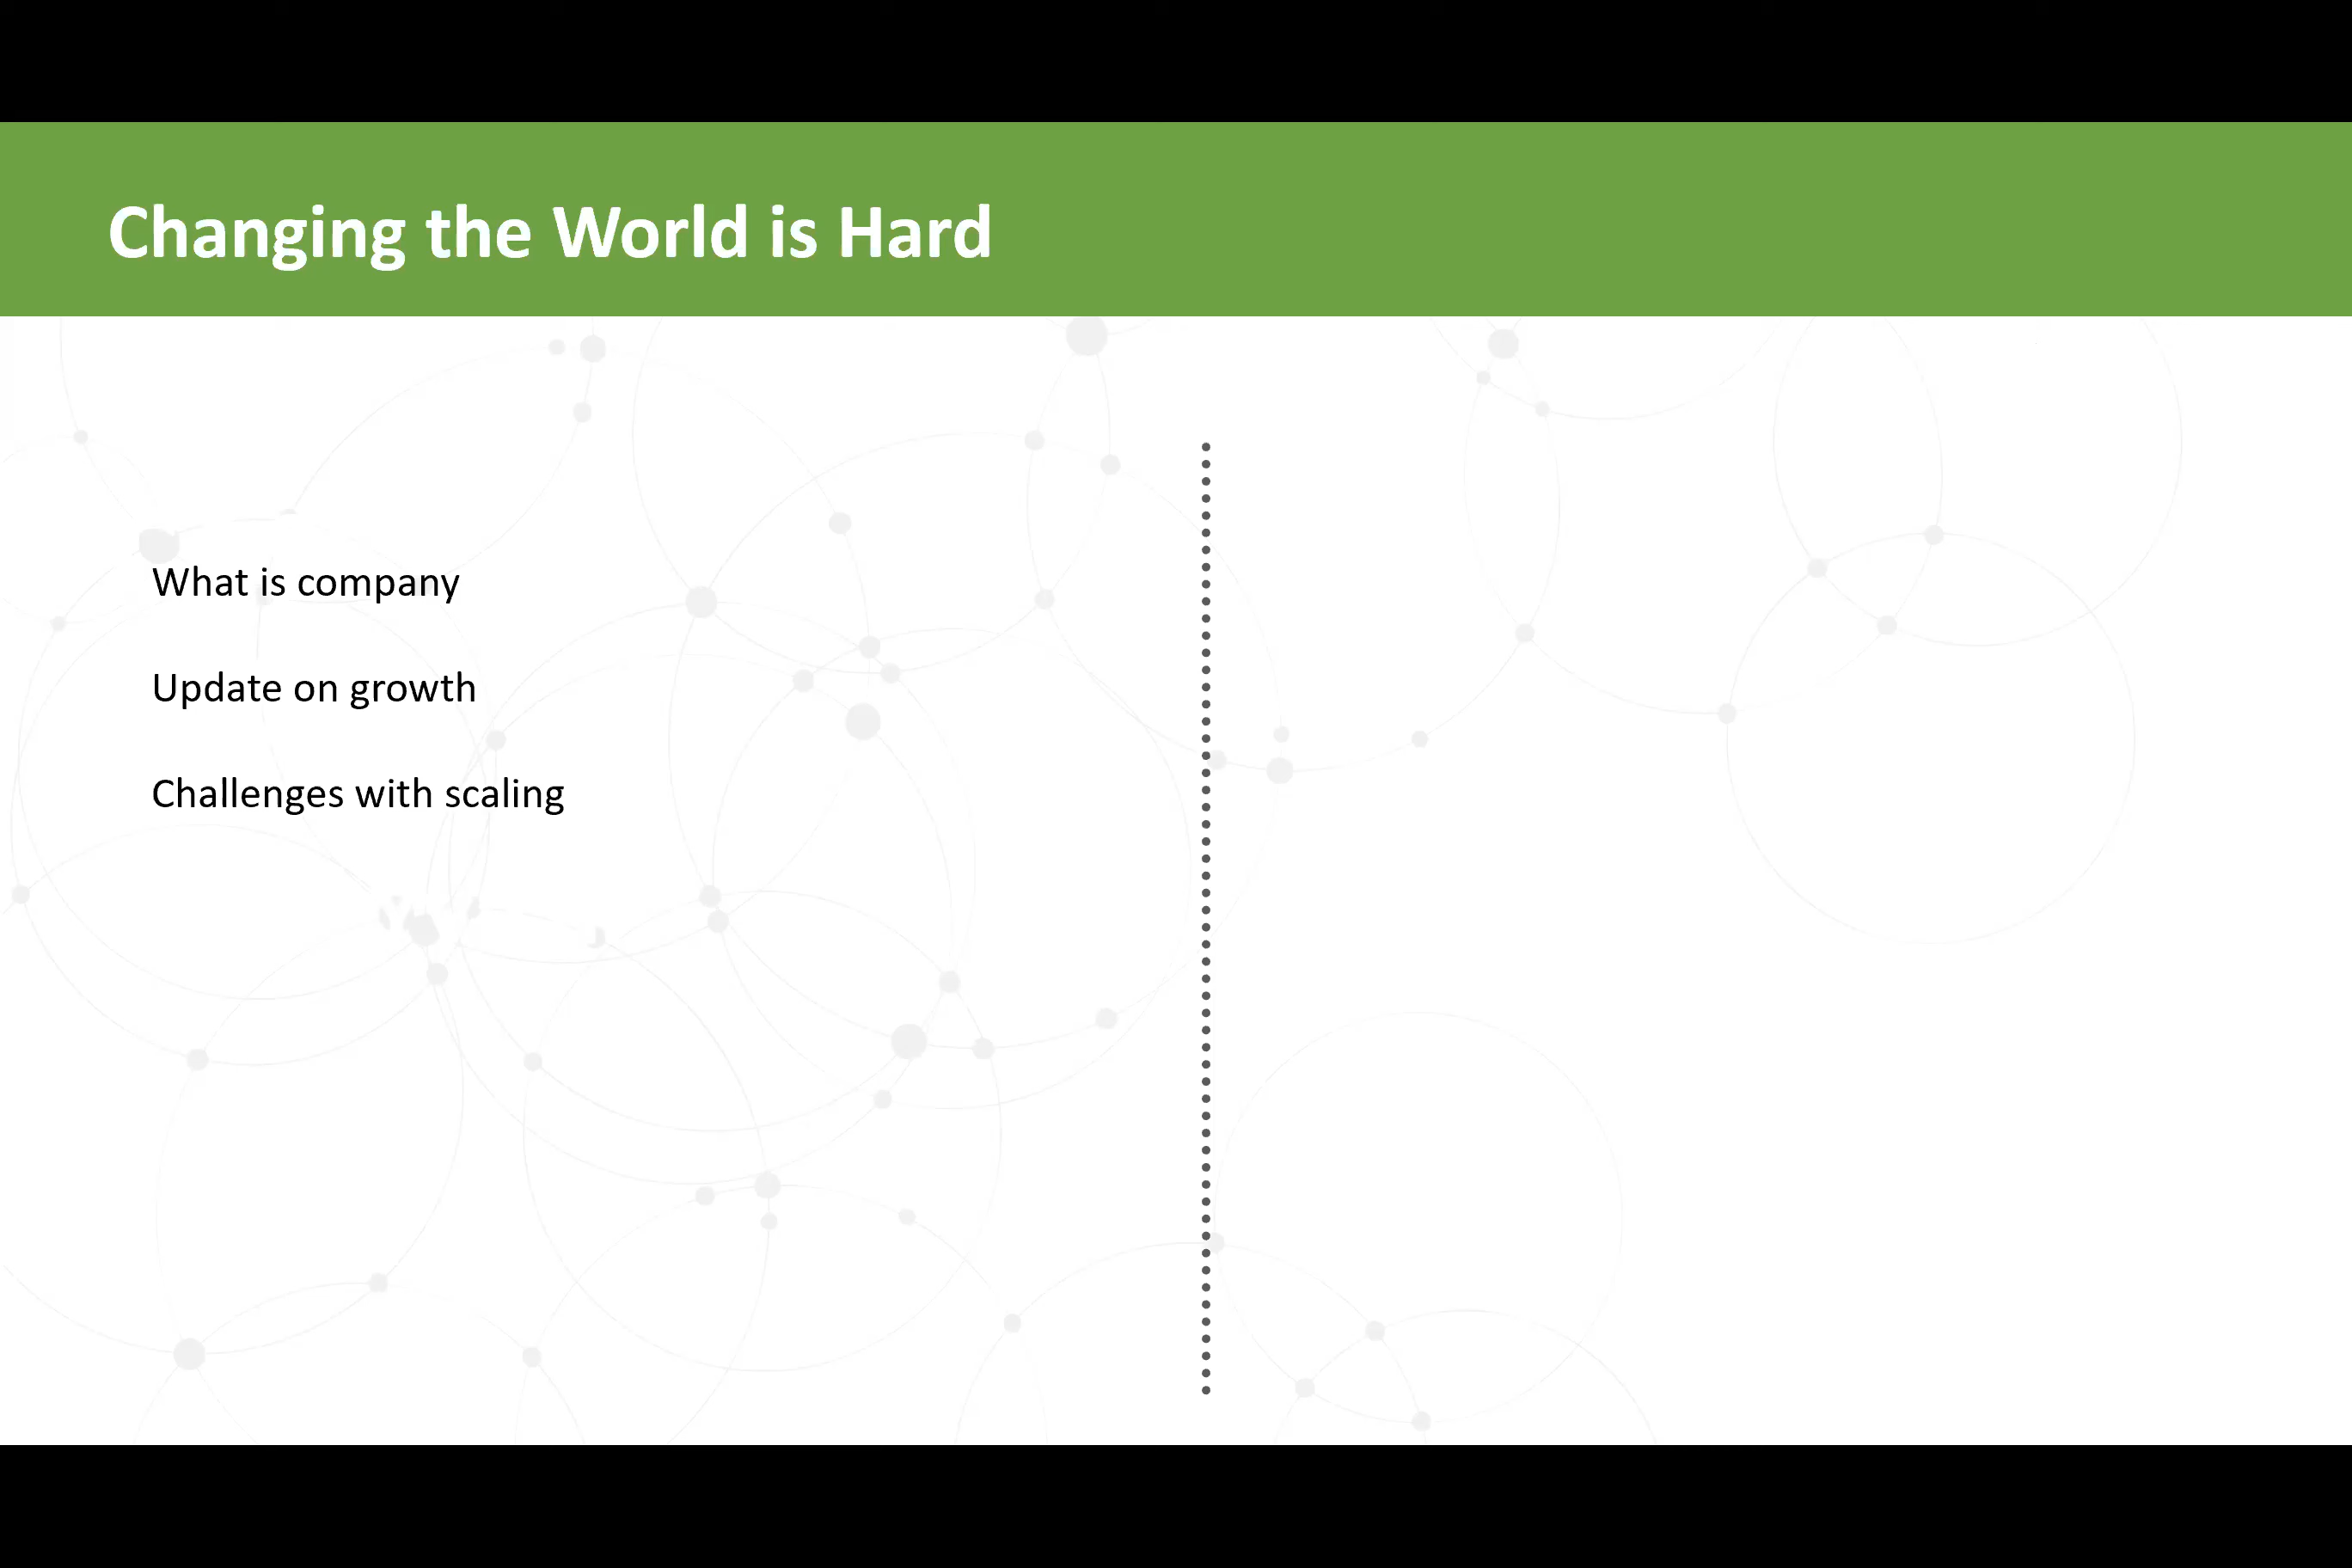 Changing the World is Hard
What is company
Update on growth
Challenges with scaling